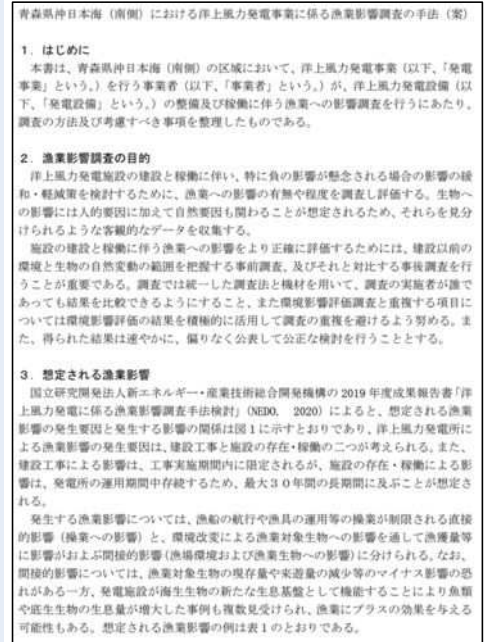 青森県沖日本海（南側）における洋上風力発電事業に係る漁業影響調査の手法（案）
1．はじめに
本書は、青森県沖日本海（南側）の区域において、洋上風力発電事業（以下、「発電
事業」という。）を行う事業者（以下、「事業者」という。）が、洋上風力発電設備（以
下、「発電設備」という。）の整備及び稼働に伴う漁業への影響調査を行うにあたり、
調査の方法及び考慮すべき事項を整理したものである。
2．漁業影響調査の目的
洋上風力発電施設の建設と稼働に伴い、特に負の影響が懸念される場合の影響の緩
和・軽減策を検討するために、漁業への影響の有無や程度を調査し評価する。生物へ
の影響には人的要因に加えて自然要因も関わることが想定されるため、それらを見分
けられるような客観的なデータを収集する。
施設の建設と稼働に伴う漁業への影響をより正確に評価するためには、建設以前の
環境と生物の自然変動の範囲を把握する事前調査、及びそれと対比する事後調査を行
うことが重要である。調査では統一した調査法と機材を用いて、調査の実施者が誰で
あっても結果を比較できるようにすること、また環境影響評価調査と重複する項目に
ついては環境影響評価の結果を積極的に活用して調査の重複を避けるよう努める。ま
た、得られた結果は速やかに、偏りなく公表して公正な検討を行うこととする。
3．想定される漁業影響
国立研究開発法人新エネルギー・産業技術総合開発機構の 2019 年度成果報告書「洋
上風力発電に係る漁業影響調査手法検討」（NEDO, 2020）によると、想定される漁業
影響の発生要因と発生する影響の関係は図1に示すとおりであり、洋上風力発電所に
よる漁業影響の発生要因は、建設工事と施設の存在・稼働の二つが考えられる。また、
建設工事による影響は、工事実施期間内に限定されるが、施設の存在・稼働による影
響は、発電所の運用期間中存続するため、最大３０年間の長期間に及ぶことが想定さ
れる。
発生する漁業影響については、漁船の航行や漁具の運用等の操業が制限される直接
的影響（操業への影響）と、環境改変による漁業対象生物への影響を通して漁獲量等
に影響がおよぶ間接的影響（漁場環境および漁業生物への影響）に分けられる。なお、
間接的影響については、漁業対象生物の現存量や来遊量の減少等のマイナス影響の恐
れがある一方、発電施設が海生生物の新たな生息基盤として機能することにより魚類
や底生生物の生息量が増大した事例も複数見受けられ、漁業にプラスの効果を与える
可能性もある。想定される漁業影響の例は表1のとおりである。